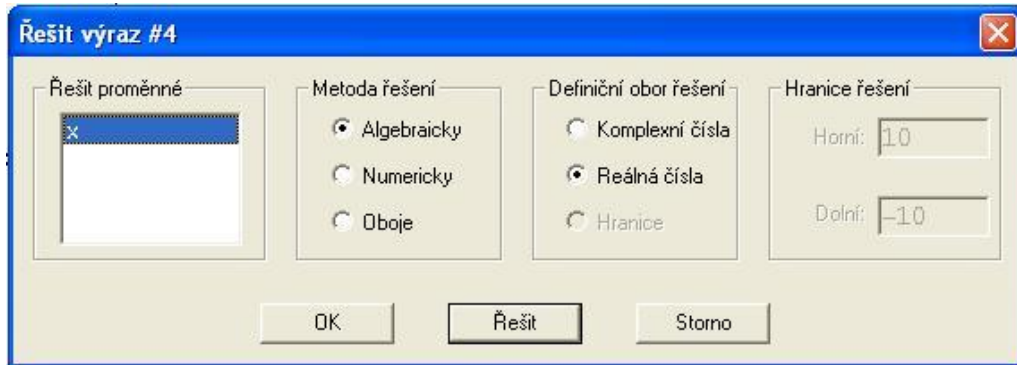 Řešit výraz #4
Řešit proměnné
x
Metoda řešení
Algebraicky
Numericky
Oboje
Definiční obor řešení
Komplexní čísla
Reálná čísla
Hranice
Hranice řešení
Horní: 10
Dolní: -10
OK
Řešit
Storno